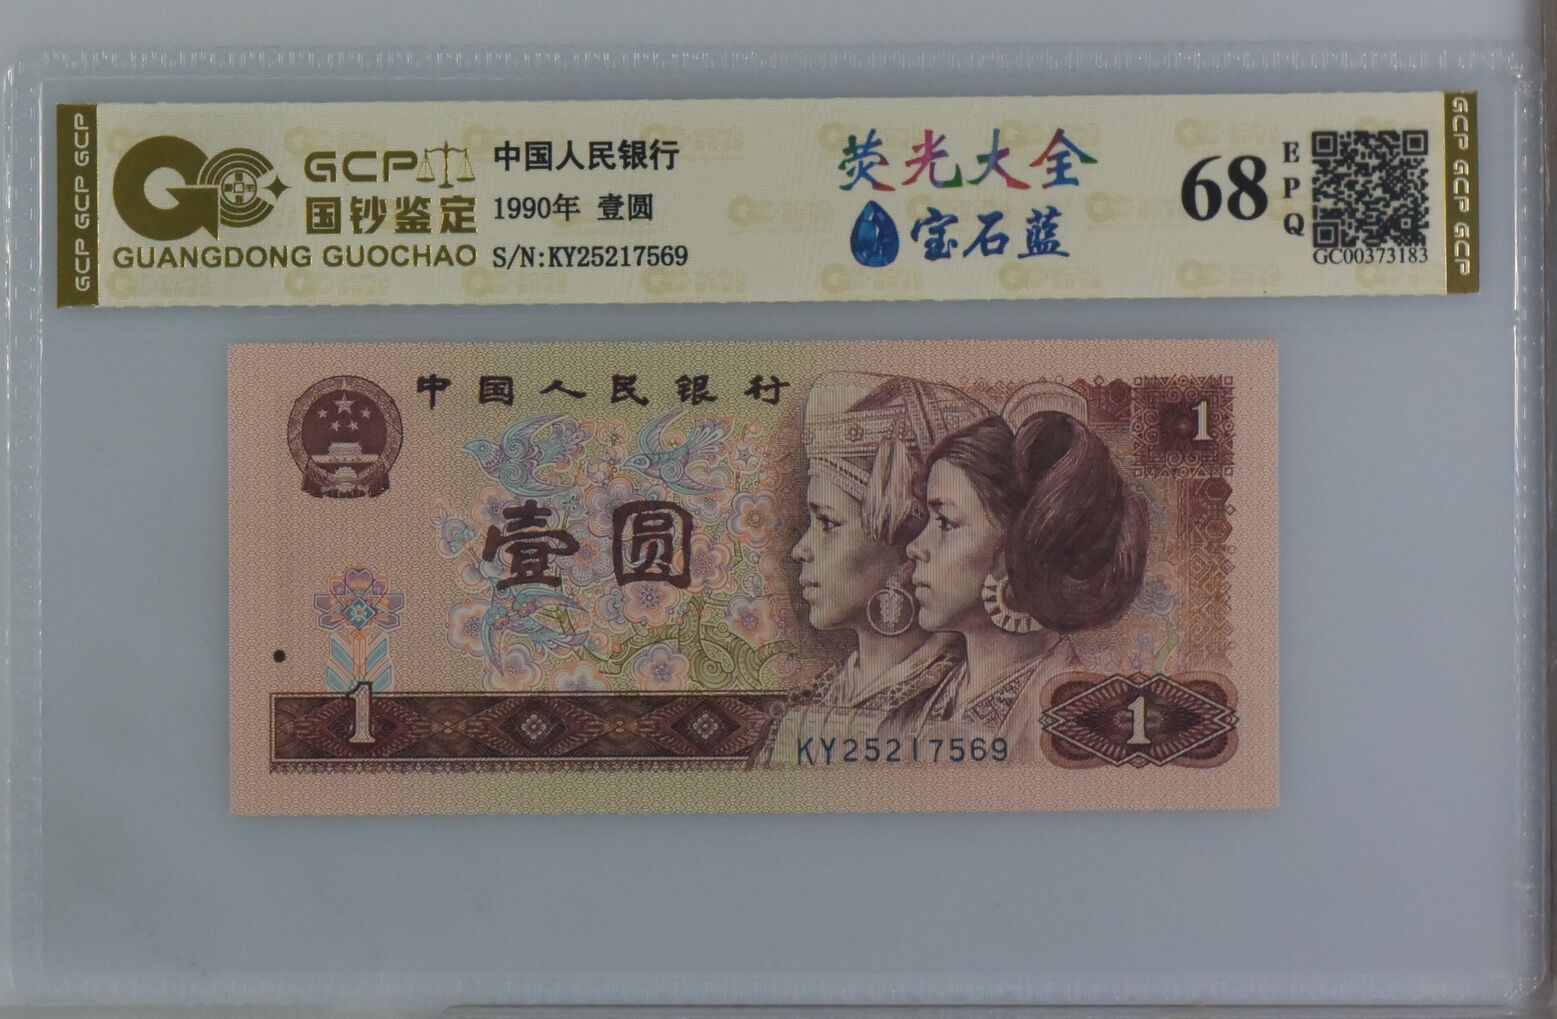 GCP GCP GCP
GCP
国钞鉴定
GUANGDONG GUOCHAO
中国人民银行
1990年 壹圆
S/N:KY25217569
荧光大全
宝石蓝
68
EPQ
GC00373183
GCP GCP GCP
中国人民银行
1
壹圆
1
1
KY25217569